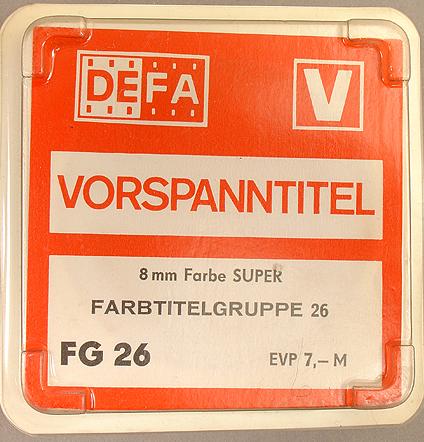 DEFA V
VORSPANNTITEL
8 mm Farbe SUPER
FARBTITELGRUPPE 26
FG 26 EVP 7,– M